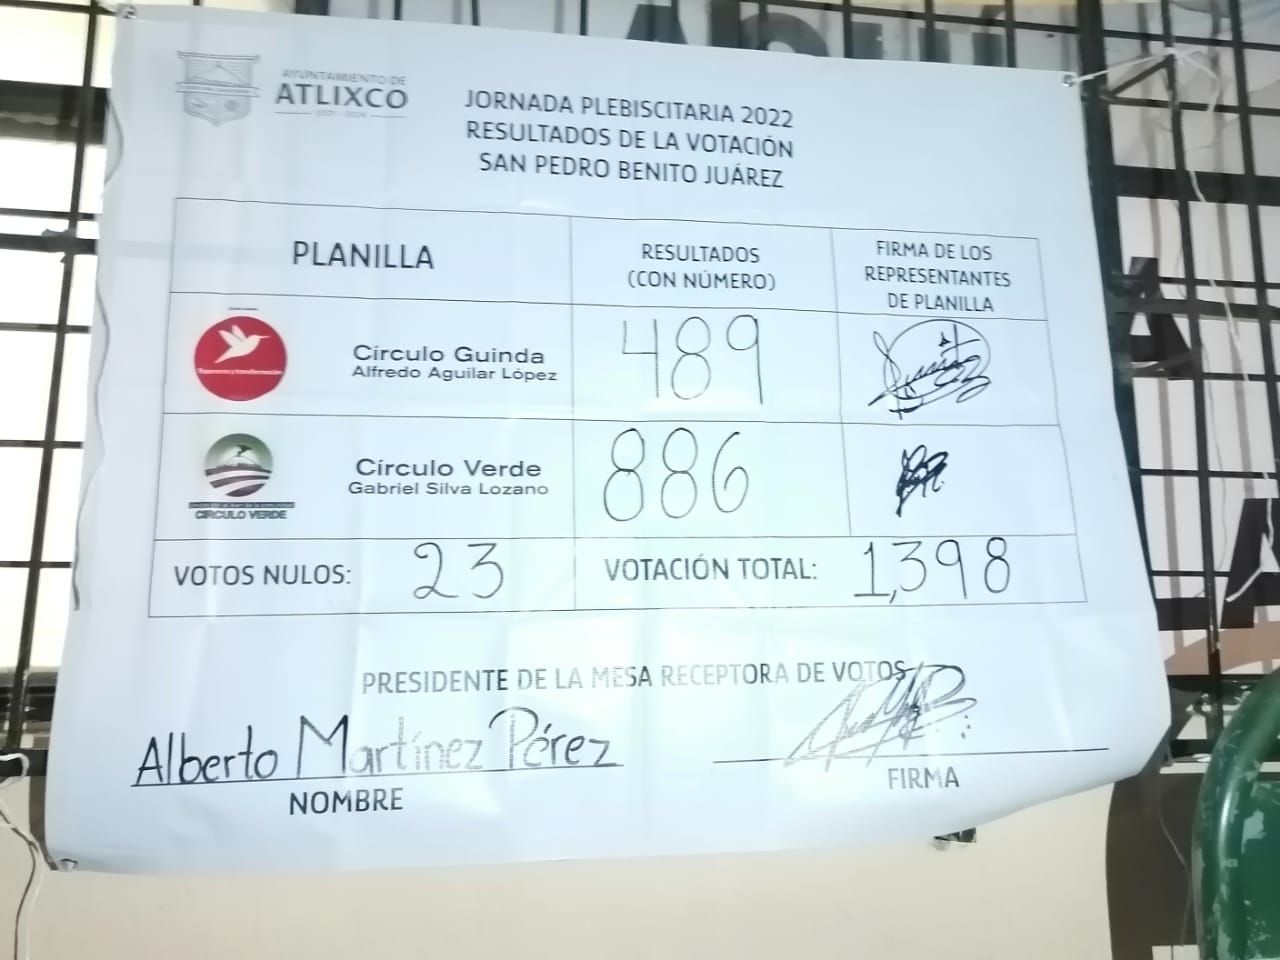 AYUNTAMIENTO DE
ATLIXCO
JORNADA PLEBISCITARIA 2022
RESULTADOS DE LA VOTACIÓN
SAN PEDRO BENITO JUÁREZ
PLANILLA
RESULTADOS
(CON NÚMERO)
FIRMA DE LOS
REPRESENTANTES
DE PLANILLA
Esperanza y transformación
Círculo Guinda
Alfredo Aguilar López
489
CIRCULO VERDE
Círculo Verde
Gabriel Silva Lozano
886
VOTOS NULOS: 23
VOTACIÓN TOTAL: 1,398
PRESIDENTE DE LA MESA RECEPTORA DE VOTOS
Alberto Martínez Pérez
NOMBRE
FIRMA